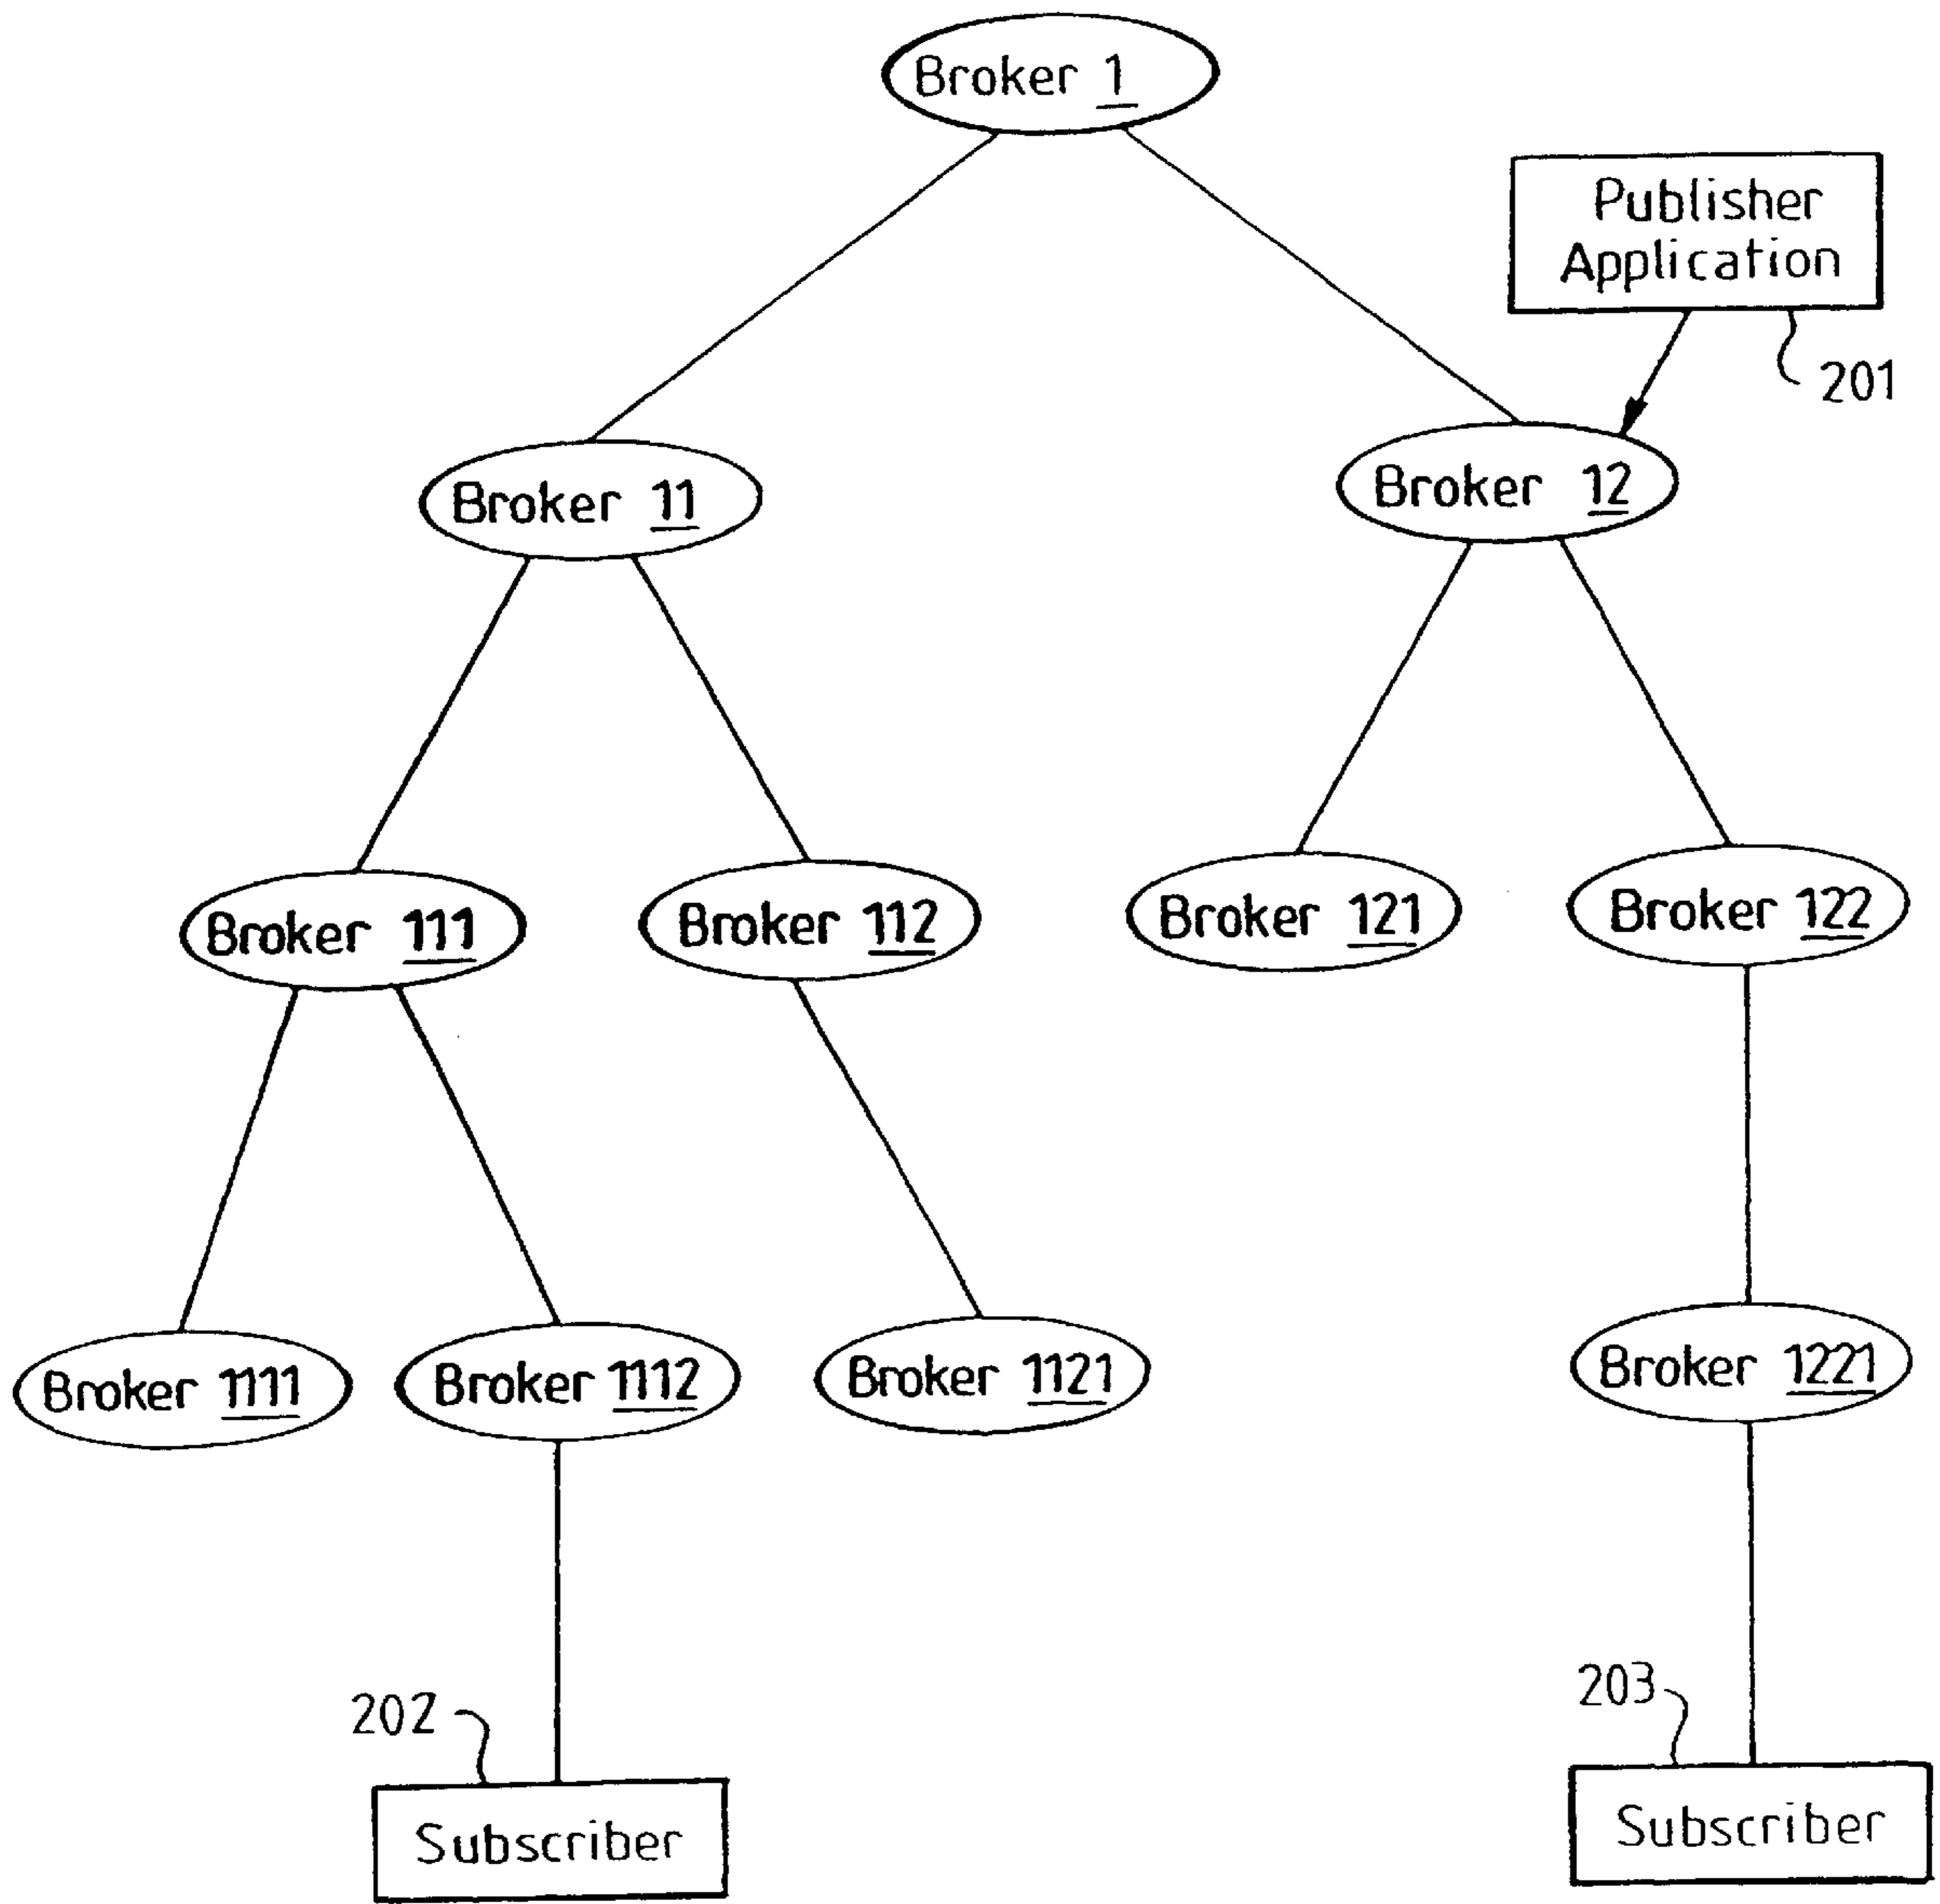 Broker 1
Publisher
Application
201
Broker 11
Broker 12
Broker 111
Broker 112
Broker 121
Broker 122
Broker 1111
Broker 1112
Broker 1121
Broker 1221
202
203
Subscriber
Subscriber